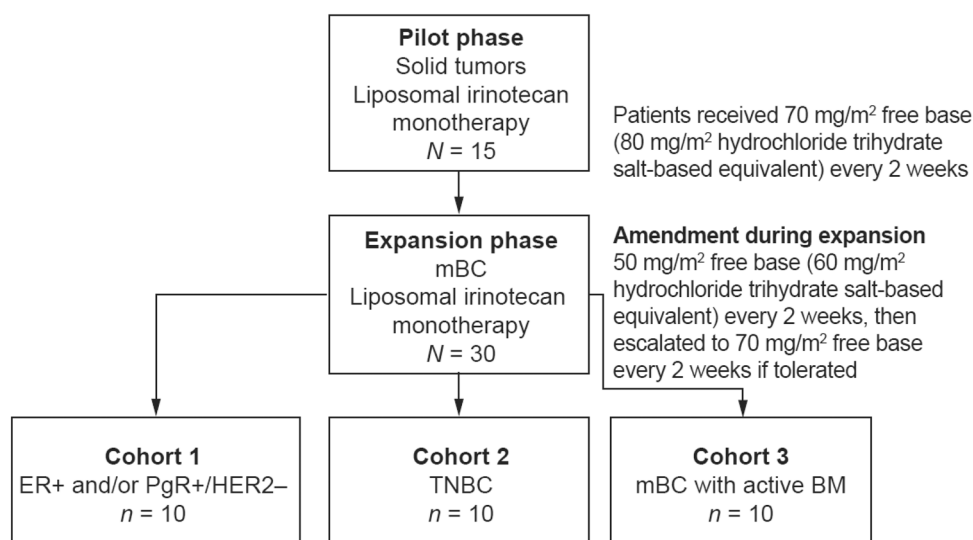 Pilot phase
Solid tumors
Liposomal irinotecan
monotherapy
N = 15
Patients received 70 mg/m² free base
(80 mg/m² hydrochloride trihydrate
salt-based equivalent) every 2 weeks
Expansion phase
mBC
Liposomal irinotecan
monotherapy
N = 30
Amendment during expansion
50 mg/m² free base (60 mg/m²
hydrochloride trihydrate salt-based
equivalent) every 2 weeks, then
escalated to 70 mg/m² free base
every 2 weeks if tolerated
Cohort 1
ER+ and/or PgR+/HER2–
n = 10
Cohort 2
TNBC
n = 10
Cohort 3
mBC with active BM
n = 10